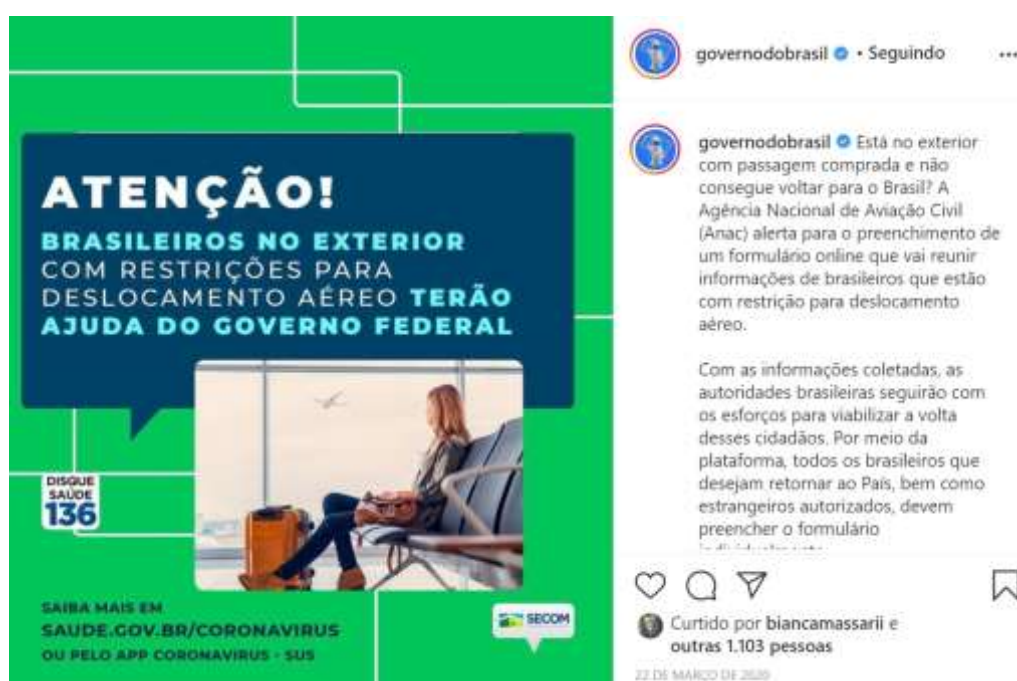 ATENÇÃO!
BRASILEIROS NO EXTERIOR
COM RESTRIÇÕES PARA
DESLOCAMENTO AÉREO TERÃO
AJUDA DO GOVERNO FEDERAL
DISQUE
SAÚDE
136
SAIBA MAIS EM
SAUDE.GOV.BR/CORONAVIRUS
OU PELO APP CORONAVIRUS - SUS
SECOM
governodobrasil • Seguindo
governodobrasil Está no exterior
com passagem comprada e não
consegue voltar para o Brasil? A
Agência Nacional de Aviação Civil
(Anac) alerta para o preenchimento de
um formulário online que vai reunir
informações de brasileiros que estão
com restrição para deslocamento
aéreo.
Com as informações coletadas, as
autoridades brasileiras seguirão com
os esforços para viabilizar a volta
desses cidadãos. Por meio da
plataforma, todos os brasileiros que
desejam retornar ao País, bem como
estrangeiros autorizados, devem
preencher o formulário
Curtido por biancamassarii e
outras 1.103 pessoas
22 DE MARÇO DE 2020